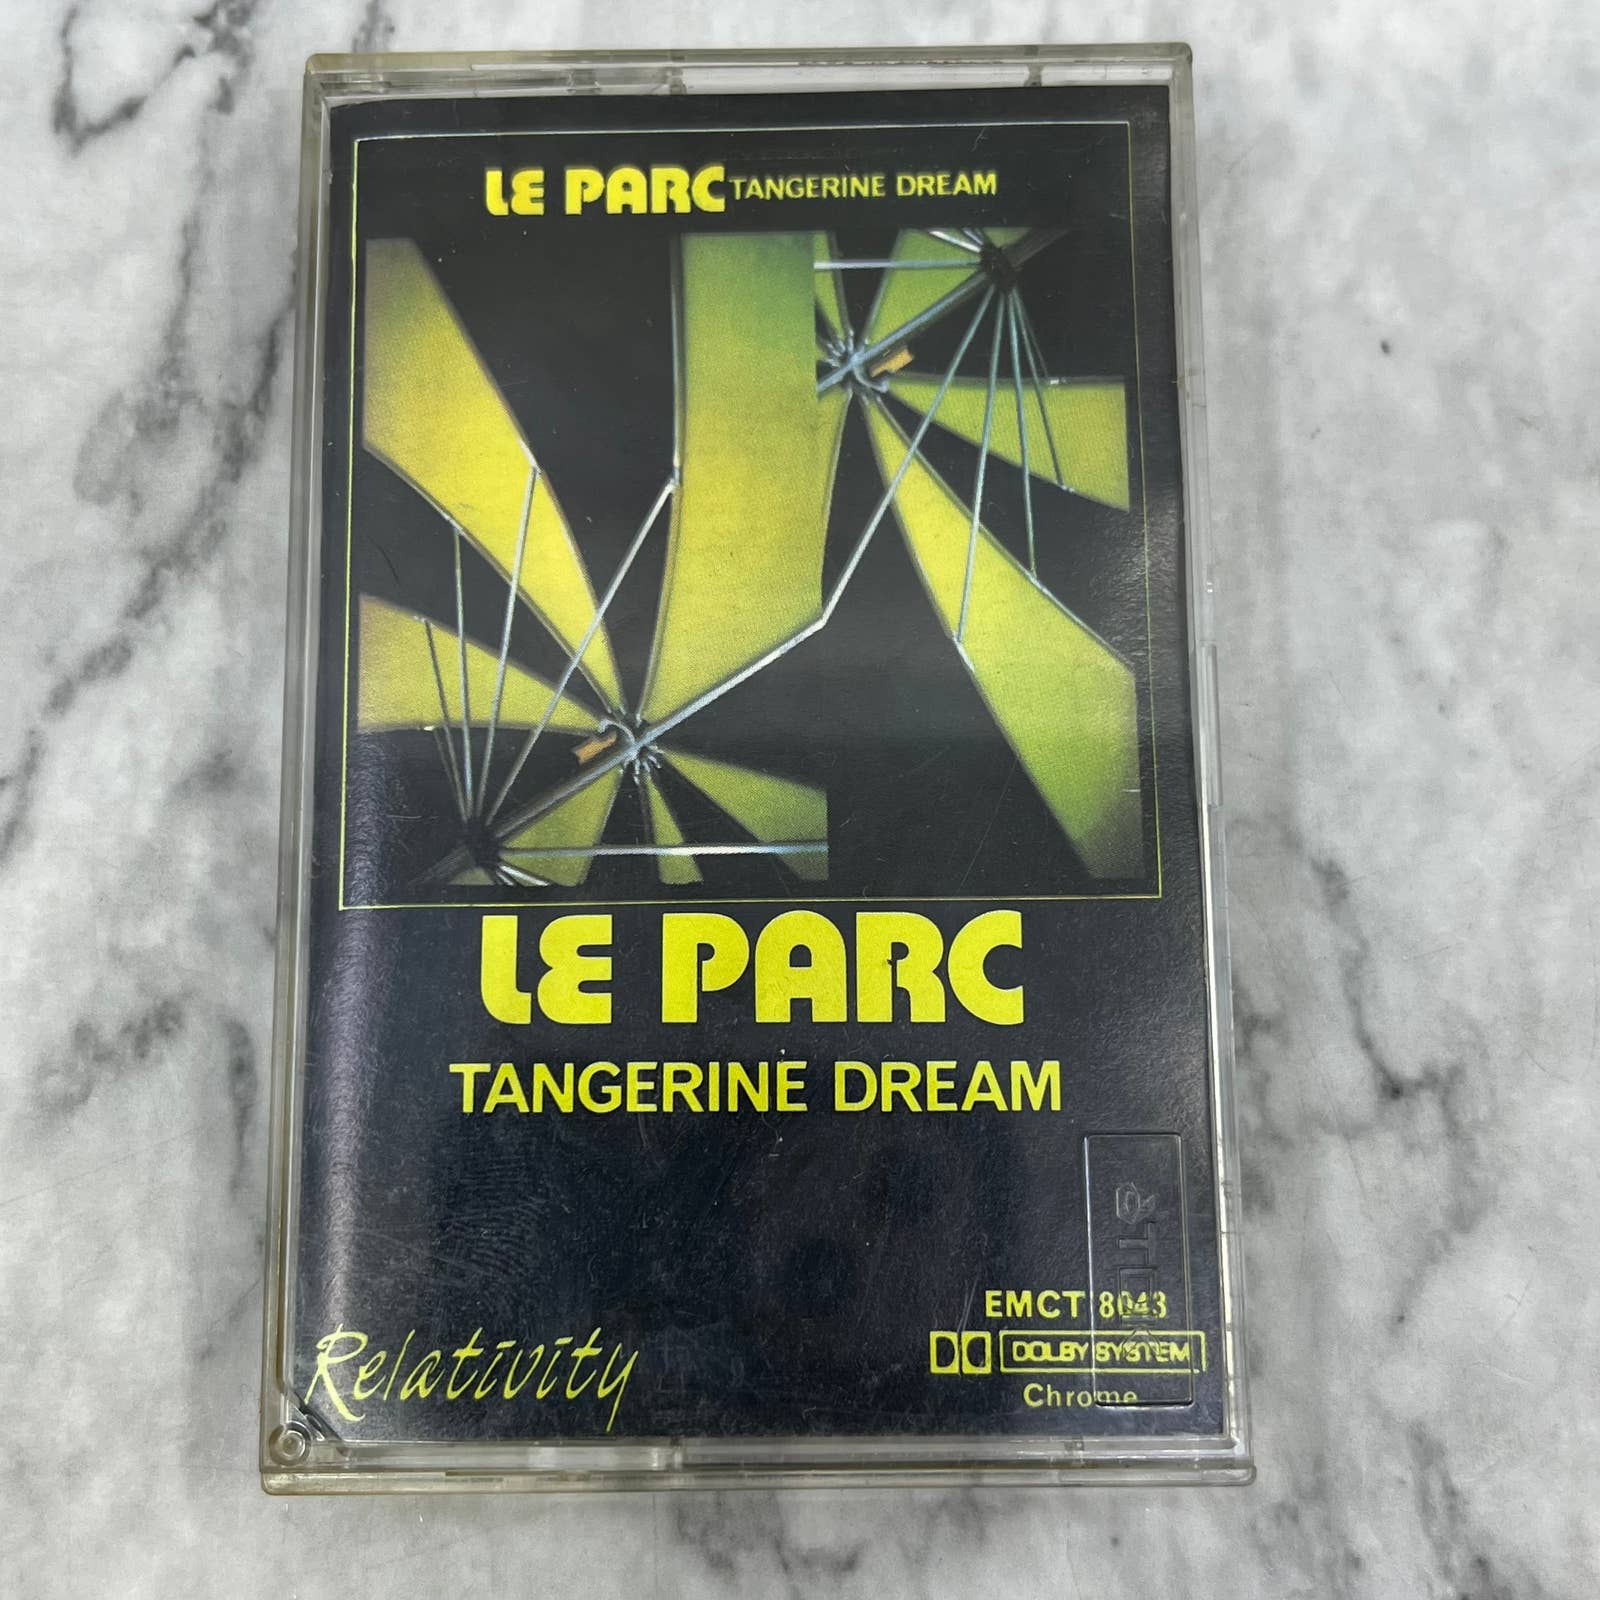 LE PARC TANGERINE DREAM
LE PARC
TANGERINE DREAM
EMCT 8043
DOLBY SYSTEM
Chrome
Relativity